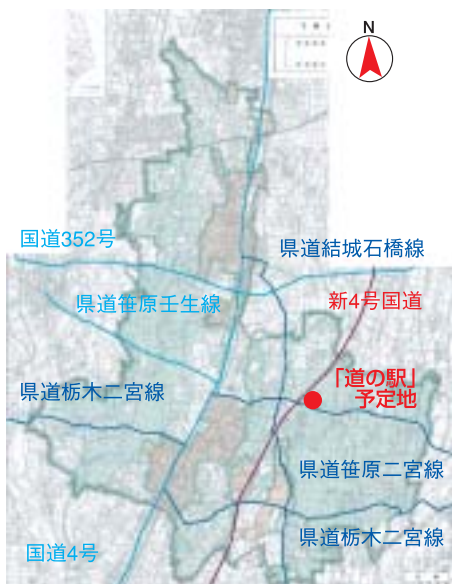 N
国道352号
県道結城石橋線
県道笹原壬生線
新4号国道
県道栃木二宮線
「道の駅」
予定地
県道笹原二宮線
県道栃木二宮線
国道4号